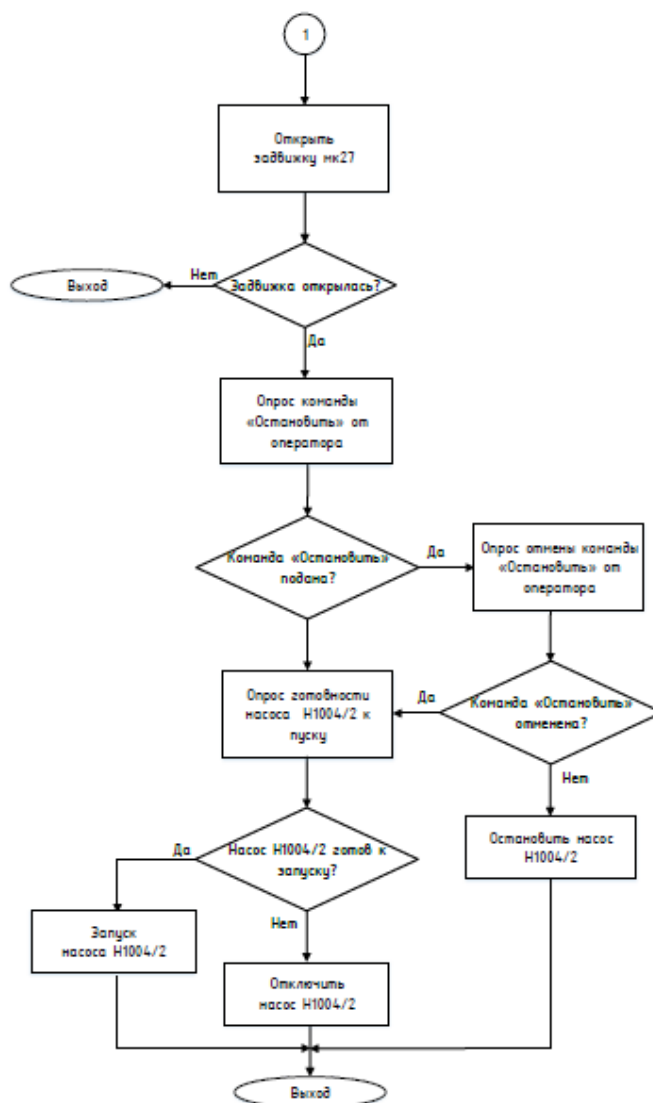 1
Открыть
задвижку мк27
Нет
Выход
Задвижка открылась?
Да
Опрос команды
«Остановить» от
оператора
Команда «Остановить»
подана?
Да
Опрос отмены команды
«Остановить» от
оператора
Опрос готовности
насоса Н1004/2 к
пуску
Да
Команда «Остановить»
отменена?
Нет
Остановить насос
Н1004/2
Да
Насос Н1004/2 готов к
запуску?
Нет
Запуск
насоса Н1004/2
Отключить
насос Н1004/2
Выход